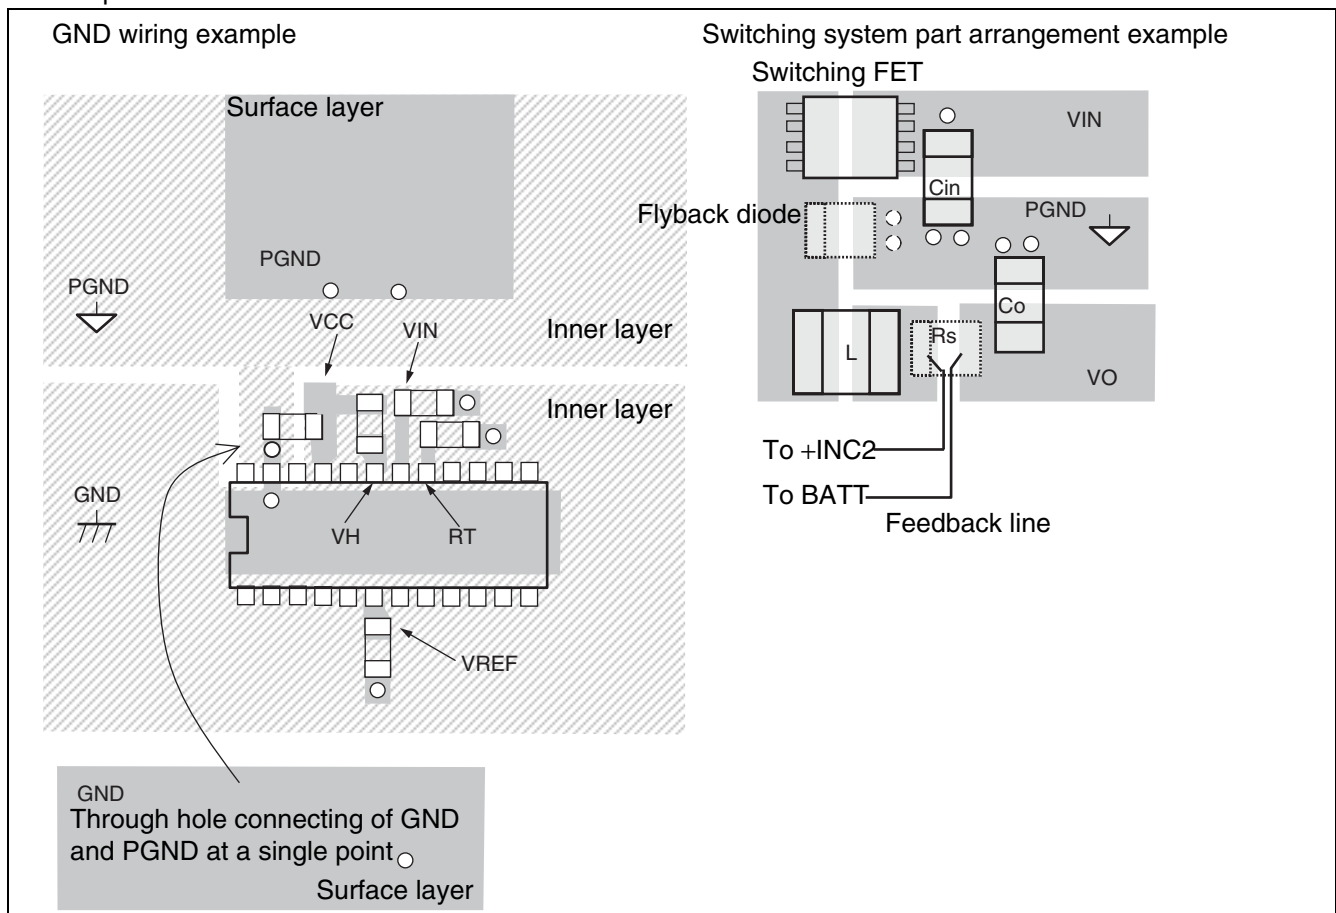 GND wiring example
Surface layer
PGND
PGND
VCC
VIN
Inner layer
Inner layer
GND
VH
RT
VREF
GND
Through hole connecting of GND
and PGND at a single point
Surface layer
Switching system part arrangement example
Switching FET
VIN
Cin
Flyback diode
PGND
Co
Rs
L
VO
To +INC2
To BATT
Feedback line